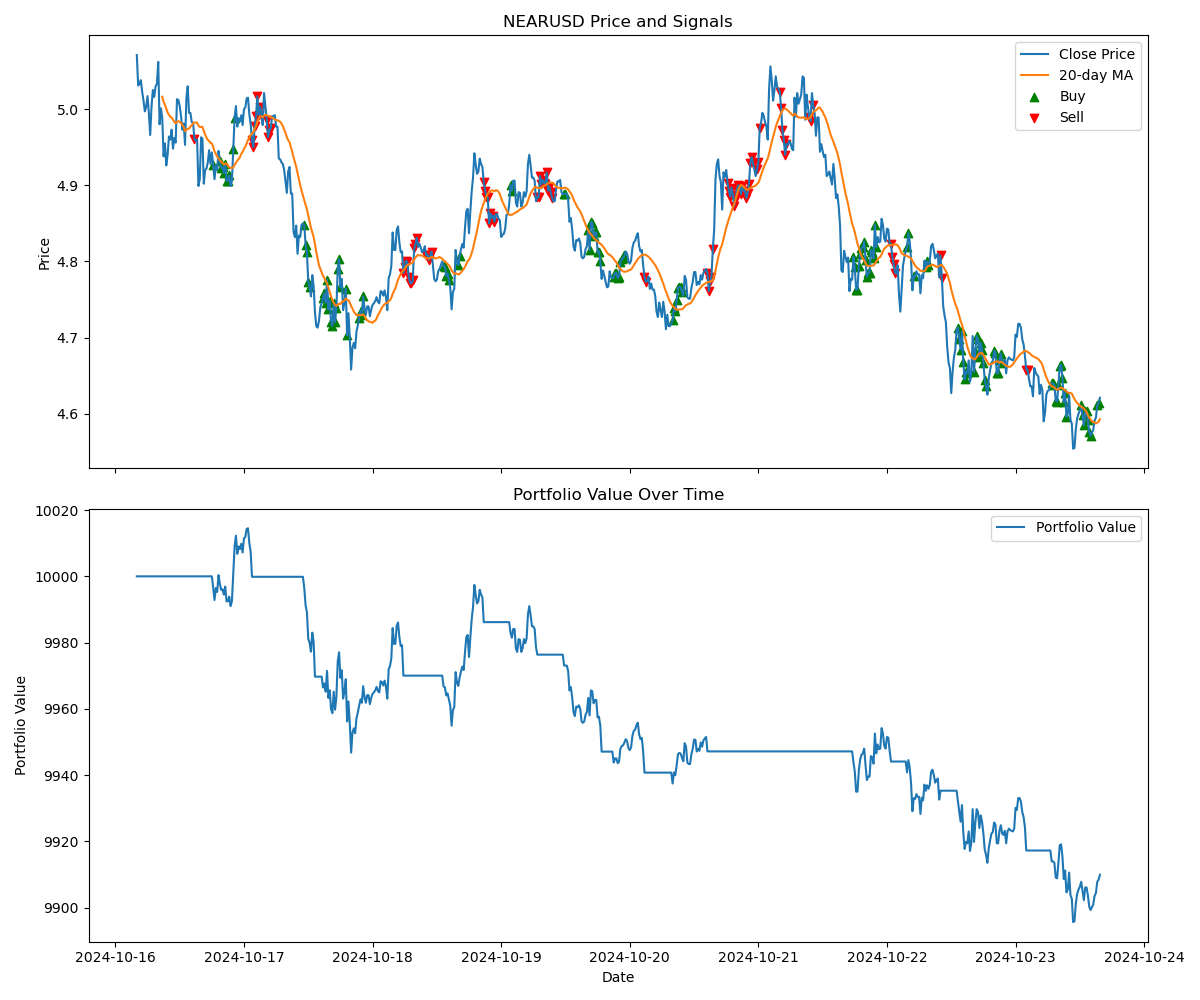 NEARUSD Price and Signals
Close Price
20-day MA
Buy
Sell
Price
5.0
4.9
4.8
4.7
4.6
Portfolio Value Over Time
Portfolio Value
Portfolio Value
10020
10000
9980
9960
9940
9920
9900
2024-10-16 2024-10-17 2024-10-18 2024-10-19 2024-10-20 2024-10-21 2024-10-22 2024-10-23 2024-10-24
Date